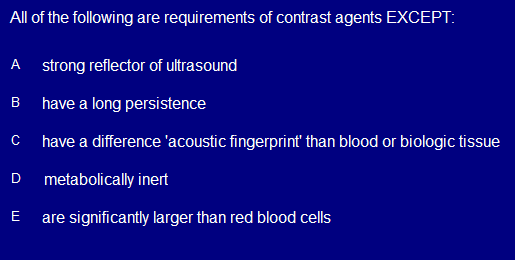 All of the following are requirements of contrast agents EXCEPT:
A strong reflector of ultrasound
B have a long persistence
C have a difference 'acoustic fingerprint' than blood or biologic tissue
D metabolically inert
E are significantly larger than red blood cells